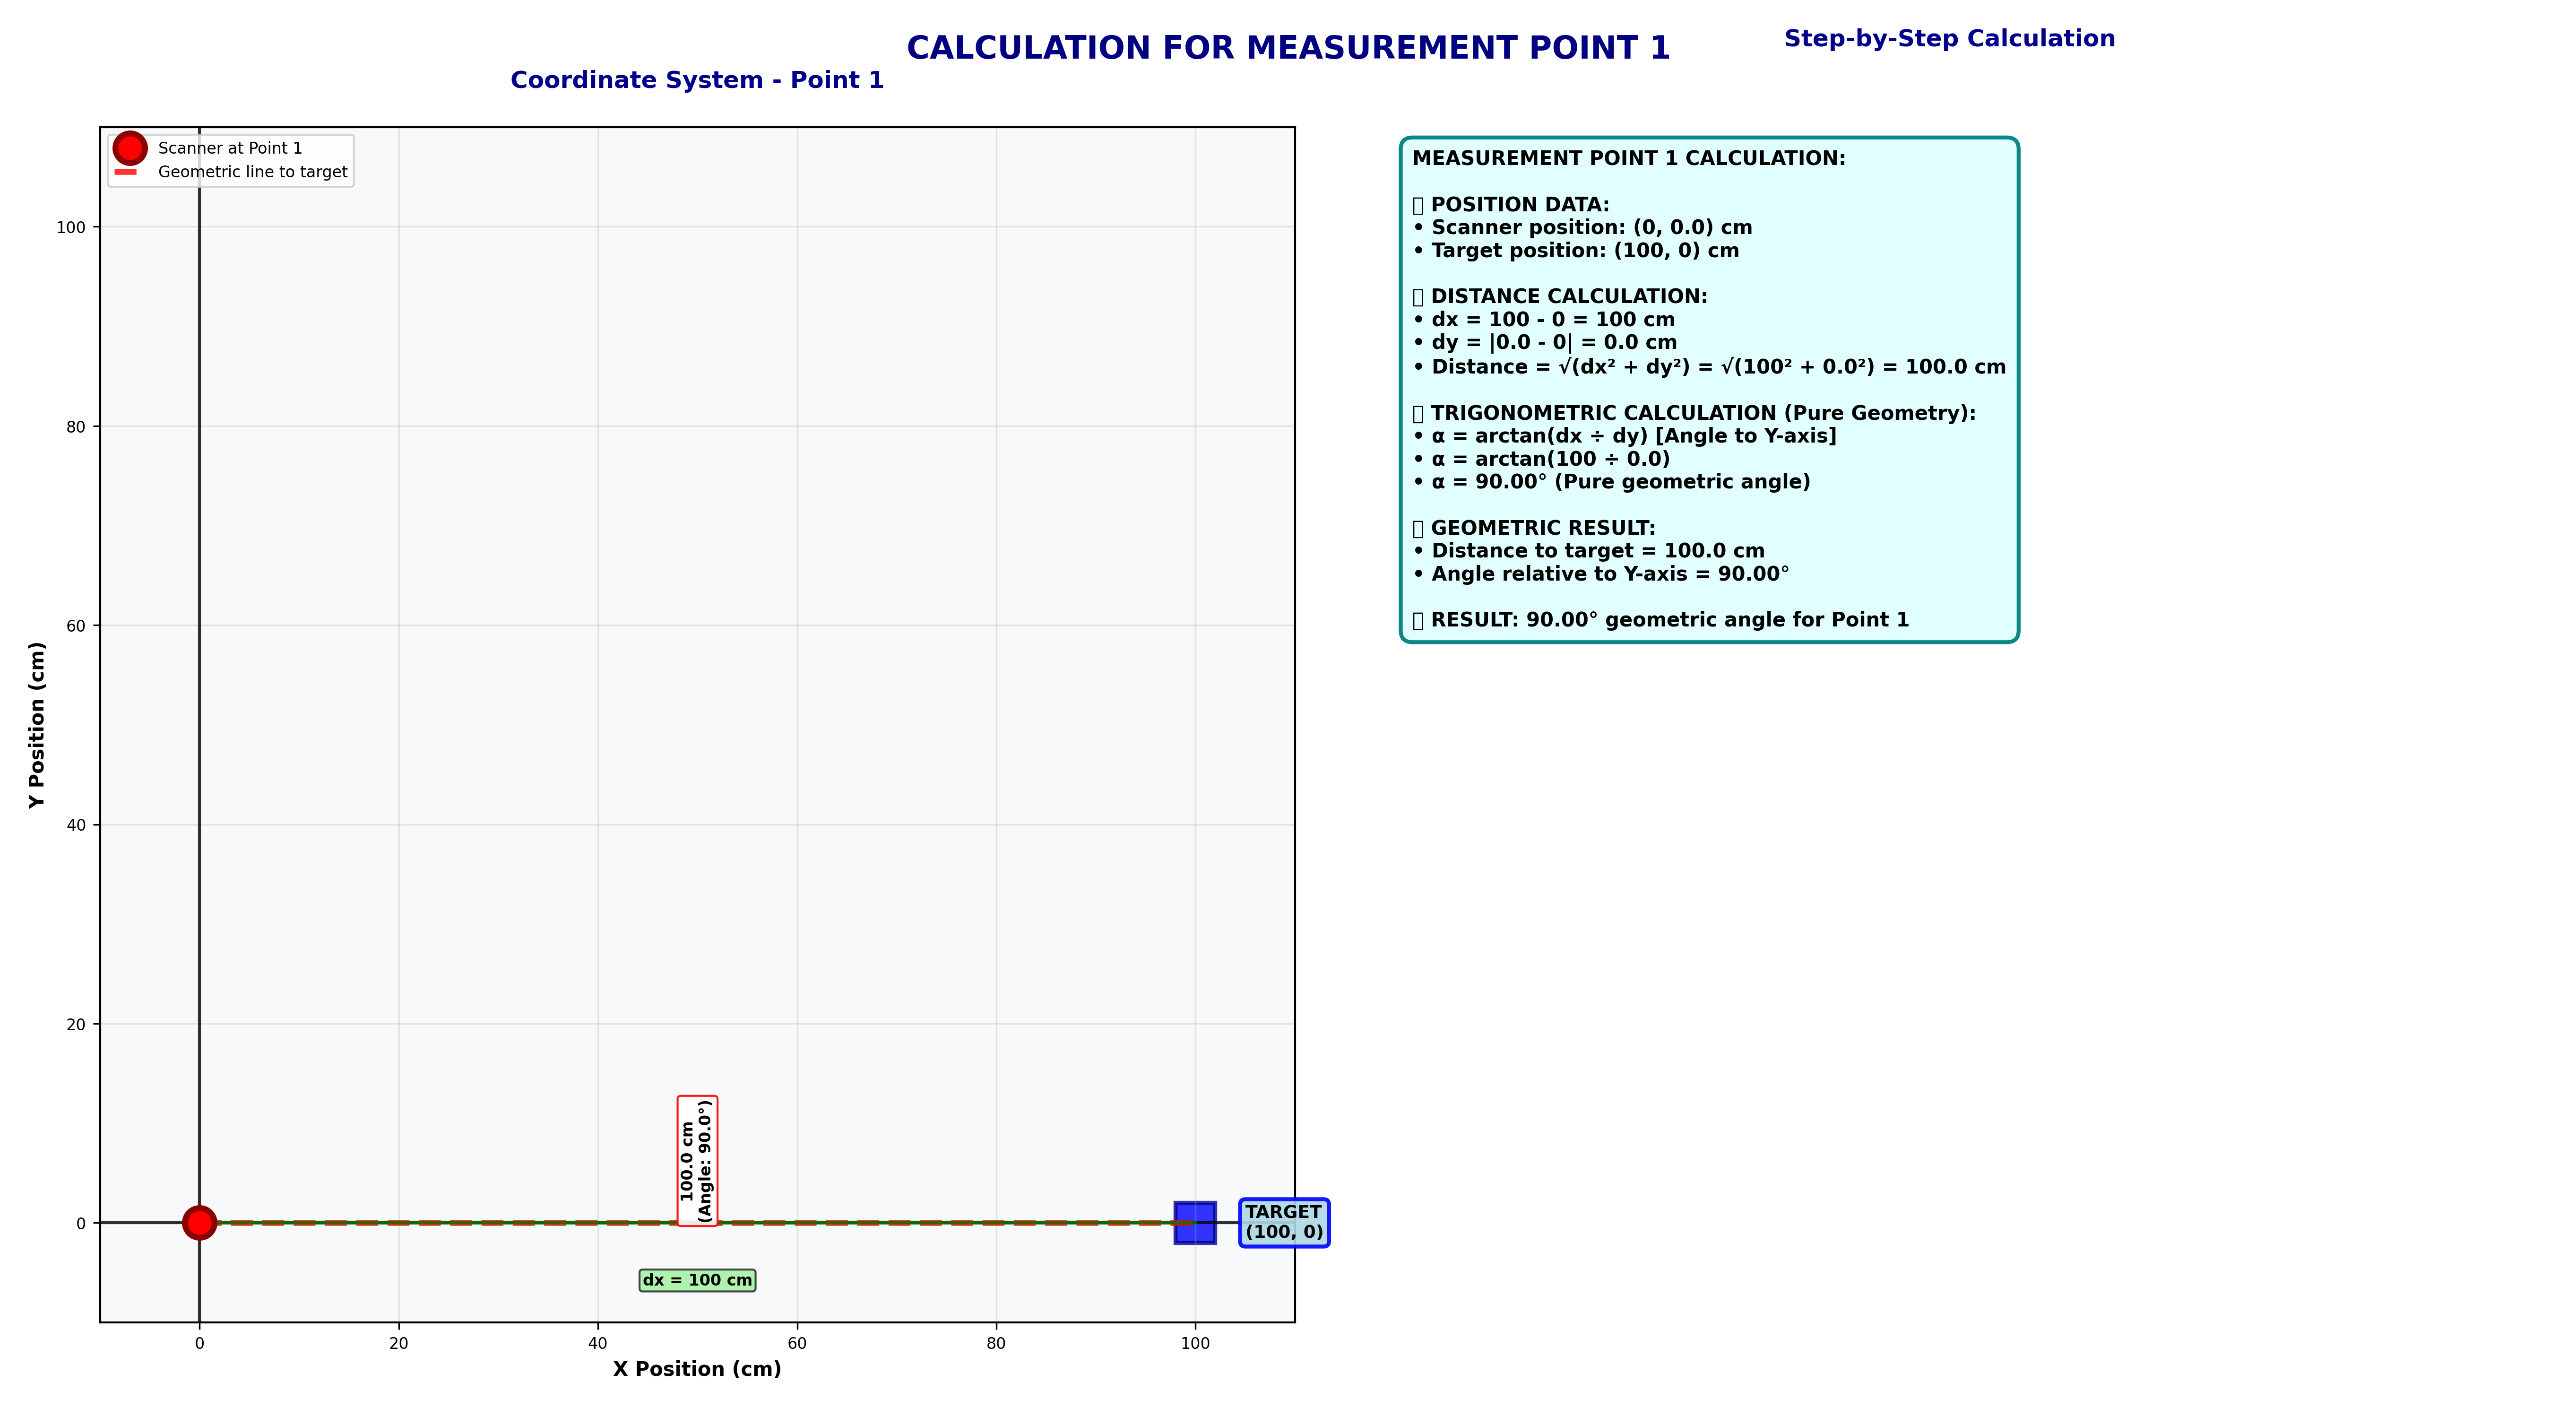 CALCULATION FOR MEASUREMENT POINT 1
Step-by-Step Calculation
Coordinate System - Point 1
Scanner at Point 1
Geometric line to target
100
80
60
40
20
0
Y Position (cm)
100.0 cm
(Angle: 90.0°)
TARGET
(100, 0)
dx = 100 cm
0
20
40
60
80
100
X Position (cm)
MEASUREMENT POINT 1 CALCULATION:
POSITION DATA:
• Scanner position: (0, 0.0) cm
• Target position: (100, 0) cm
DISTANCE CALCULATION:
• dx = 100 - 0 = 100 cm
• dy = |0.0 - 0| = 0.0 cm
• Distance = √(dx² + dy²) = √(100² + 0.0²) = 100.0 cm
TRIGONOMETRIC CALCULATION (Pure Geometry):
• α = arctan(dx ÷ dy) [Angle to Y-axis]
• α = arctan(100 ÷ 0.0)
• α = 90.00° (Pure geometric angle)
GEOMETRIC RESULT:
• Distance to target = 100.0 cm
• Angle relative to Y-axis = 90.00°
RESULT: 90.00° geometric angle for Point 1